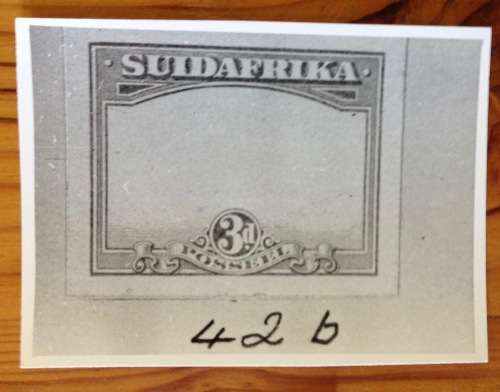 SUIDAFRIKA
3d
POSSEEL
42 b